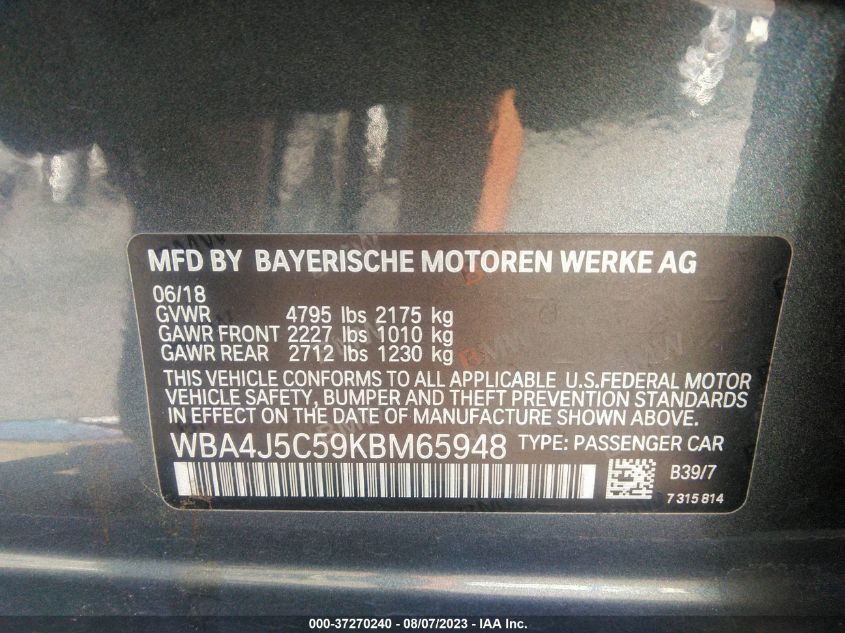 MFD BY BAYERISCHE MOTOREN WERKE AG
06/18
GVWR 4795 lbs 2175 kg
GAWR FRONT 2227 lbs 1010 kg
GAWR REAR 2712 lbs 1230 kg
THIS VEHICLE CONFORMS TO ALL APPLICABLE U.S.FEDERAL MOTOR
VEHICLE SAFETY, BUMPER AND THEFT PREVENTION STANDARDS
IN EFFECT ON THE DATE OF MANUFACTURE SHOWN ABOVE.
WBA4J5C59KBM65948 TYPE: PASSENGER CAR
B39/7
7 315 814
000-37270240 - 08/07/2023 - IAA Inc.